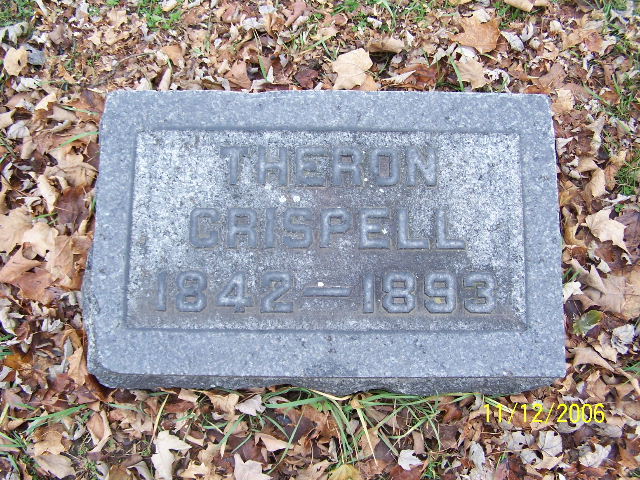 THERON
CRISPELL
1842—1893
11/12/2006